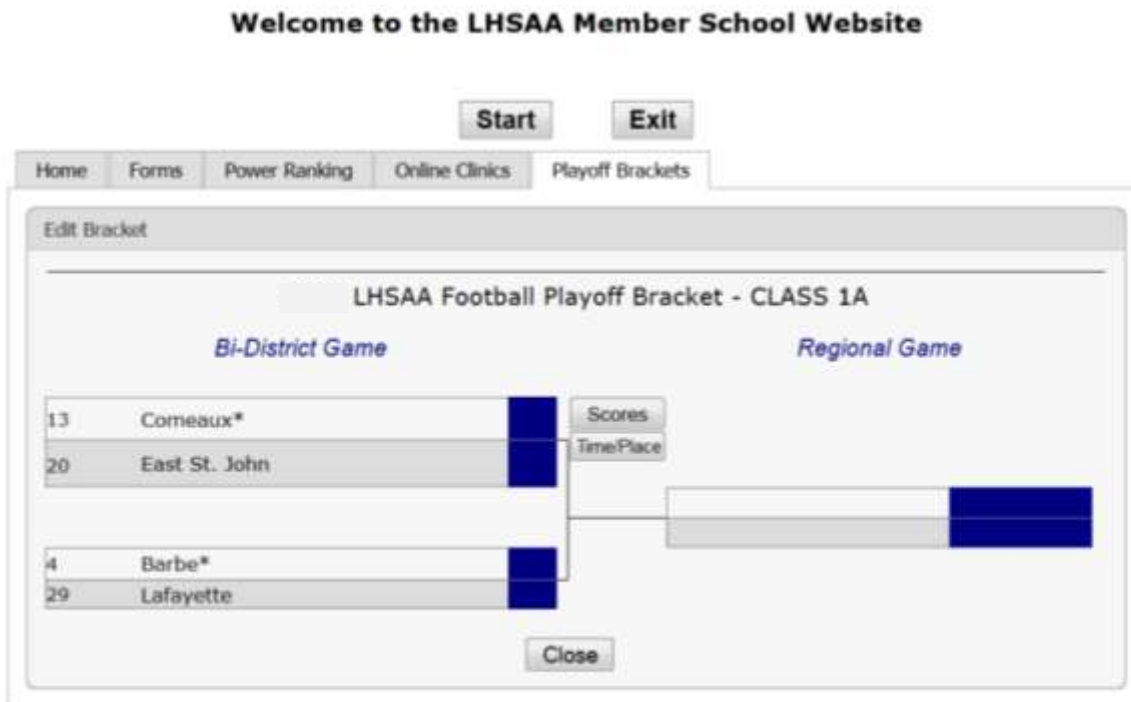 Welcome to the LHSAA Member School Website
Start Exit
Home Forms Power Ranking Online Clinics Playoff Brackets
Edit Bracket
LHSAA Football Playoff Bracket - CLASS 1A
Bi-District Game Regional Game
13 Comeaux* Scores
Time/Place
20 East St. John
4 Barbe*
29 Lafayette
Close